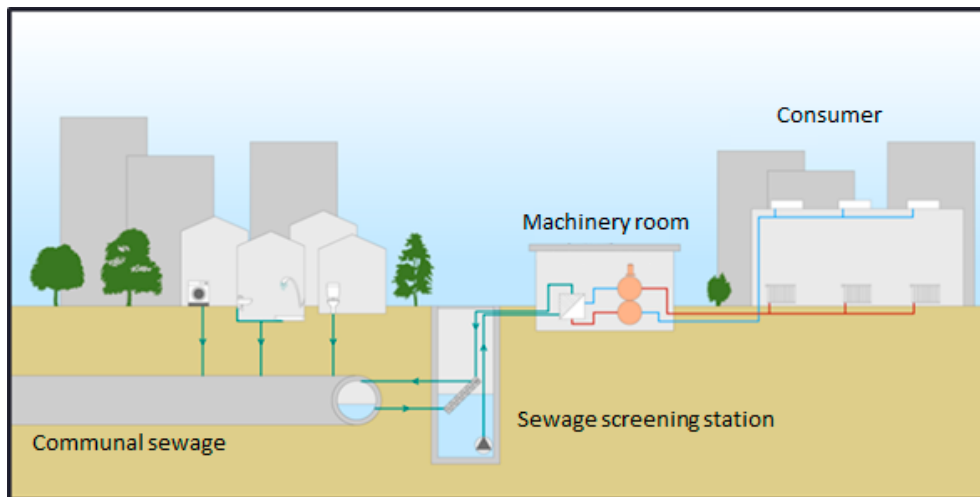 Consumer
Machinery room
Sewage screening station
Communal sewage